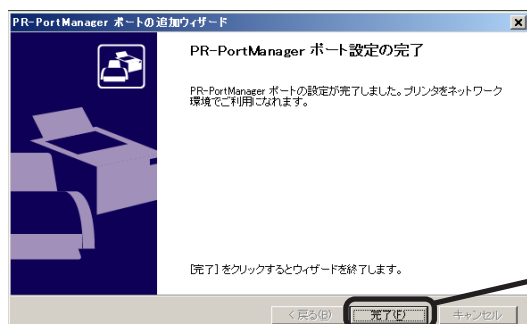 PR-PortManager ポートの追加ウィザード
PR-PortManager ポート設定の完了
PR-PortManager ポートの設定が完了しました。プリンタをネットワーク
環境でご利用になれます。
[完了] をクリックするとウィザードを終了します。
< 戻る(B)
完了(F)
キャンセル